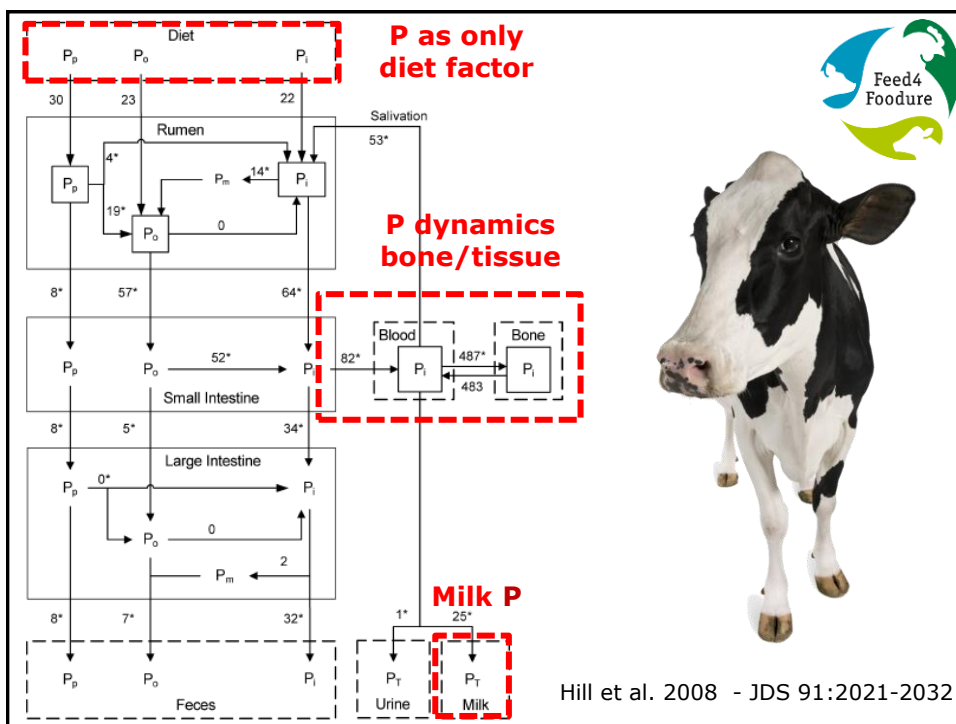 Diet
P as only
diet factor
Pp Po Pi
30 23 22
Feed4
Foodure
Salivation
53*
Rumen
4*
Pp
Pm
14*
Pi
19*
Po
0
P dynamics
bone/tissue
8* 57* 64*
Blood
Bone
Pp
Po
52*
Pi
82*
Pi
487*
483
Pi
Small Intestine
8* 5* 34*
Large Intestine
Pp
0*
Pi
Po
0
Pm
2
Milk P
8* 7* 32*
1* 25*
Pp Po Pi
Feces
PT
Urine
PT
Milk
Hill et al. 2008 - JDS 91:2021-2032